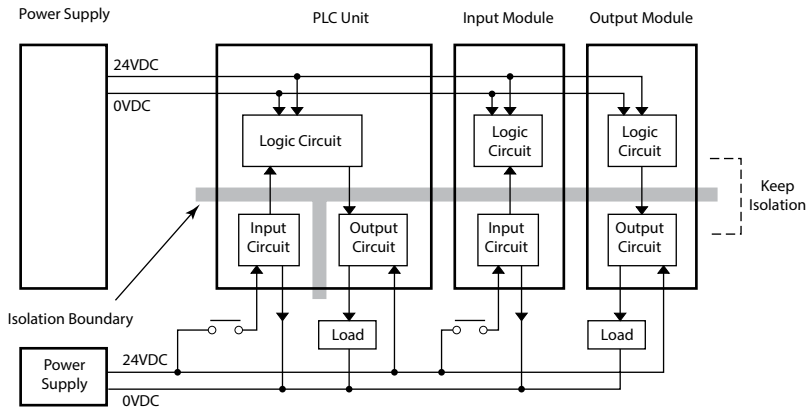 Power Supply
PLC Unit
Input Module
Output Module
24VDC
0VDC
Logic Circuit
Logic
Circuit
Logic
Circuit
Keep
Isolation
Input
Circuit
Output
Circuit
Input
Circuit
Output
Circuit
Isolation Boundary
Load
Load
Power
Supply
24VDC
0VDC